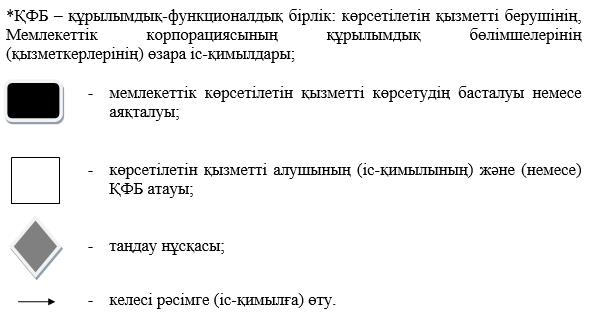 *ҚФБ – құрылымдық-функционалдық бірлік: көрсетілетін қызметті берушінің,
Мемлекеттік корпорациясының құрылымдық бөлімшелерінің
(қызметкерлерінің) өзара іс-қимылдары;
- мемлекеттік көрсетілетін қызметті көрсетудің басталуы немесе
аяқталуы;
- көрсетілетін қызметті алушының (іс-қимылының) және (немесе)
ҚФБ атауы;
- таңдау нұсқасы;
- келесі рәсімге (іс-қимылға) өту.